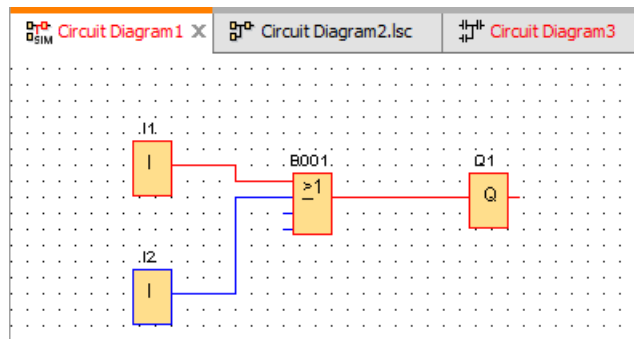 SIM Circuit Diagram1 X Circuit Diagram2.lsc Circuit Diagram3
I1
I
B001
≥1
Q1
Q
I2
I